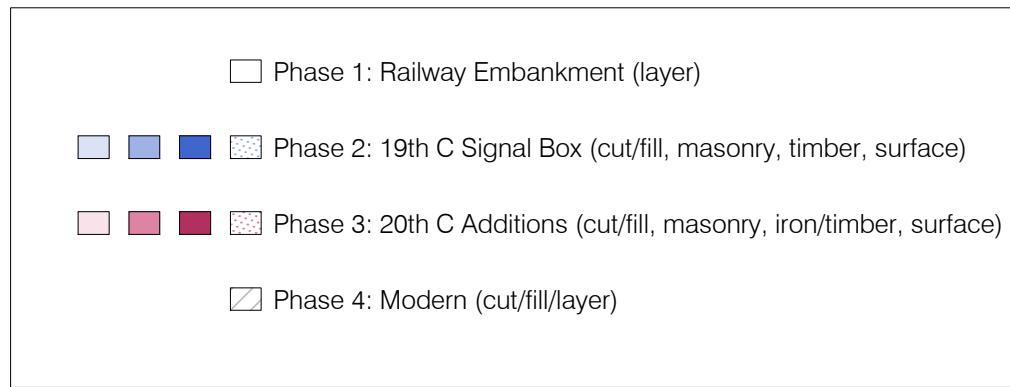 Phase 1: Railway Embankment (layer)
Phase 2: 19th C Signal Box (cut/fill, masonry, timber, surface)
Phase 3: 20th C Additions (cut/fill, masonry, iron/timber, surface)
Phase 4: Modern (cut/fill/layer)